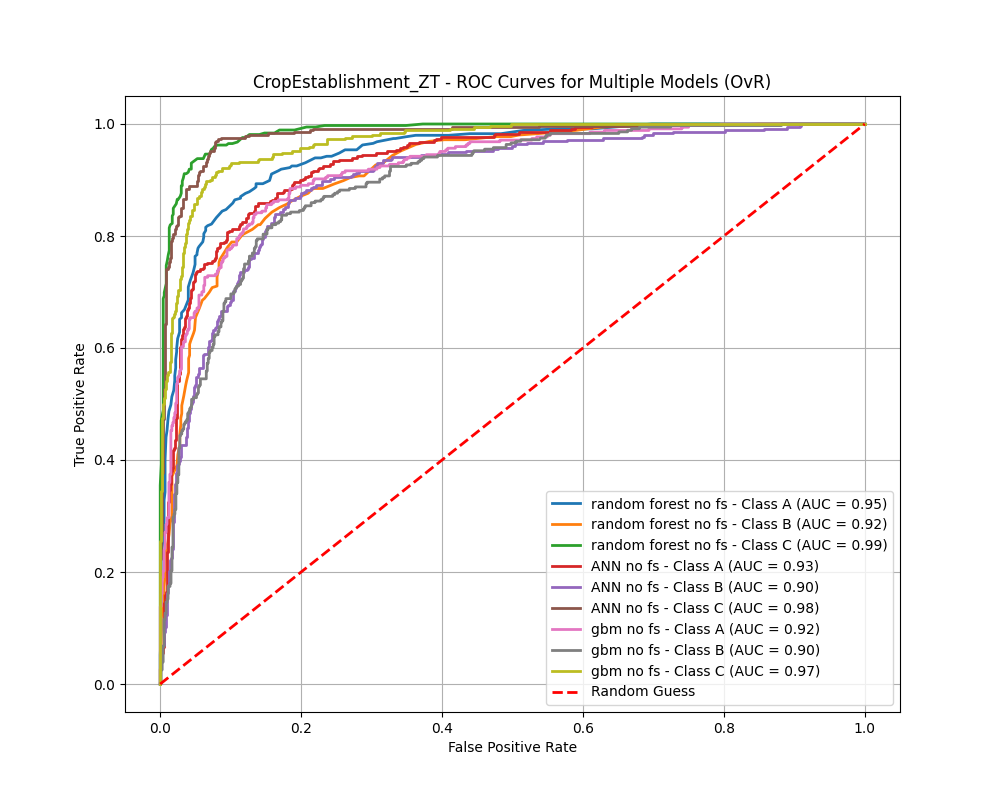 CropEstablishment_ZT - ROC Curves for Multiple Models (OvR)
True Positive Rate
1.0
0.8
0.6
0.4
0.2
0.0
random forest no fs - Class A (AUC = 0.95)
random forest no fs - Class B (AUC = 0.92)
random forest no fs - Class C (AUC = 0.99)
ANN no fs - Class A (AUC = 0.93)
ANN no fs - Class B (AUC = 0.90)
ANN no fs - Class C (AUC = 0.98)
gbm no fs - Class A (AUC = 0.92)
gbm no fs - Class B (AUC = 0.90)
gbm no fs - Class C (AUC = 0.97)
Random Guess
0.0 0.2 0.4 0.6 0.8 1.0
False Positive Rate